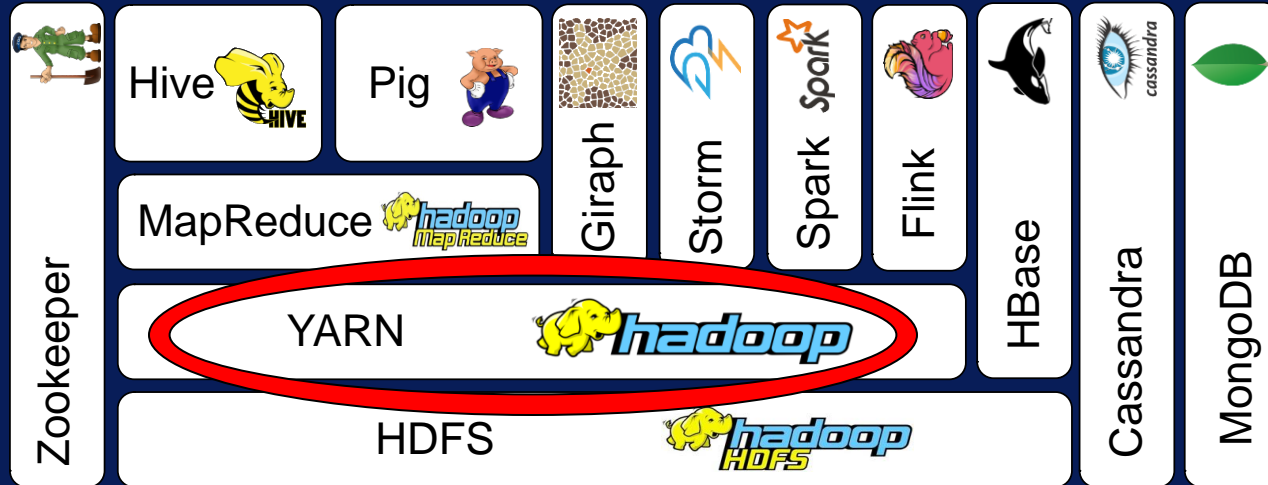 Zookeeper
Hive
HIVE
Pig
MapReduce
hadoop
Map Reduce
Giraph
Storm
Spark
Spark
Flink
HBase
cassandra
Cassandra
MongoDB
YARN
hadoop
HDFS
hadoop
HDFS